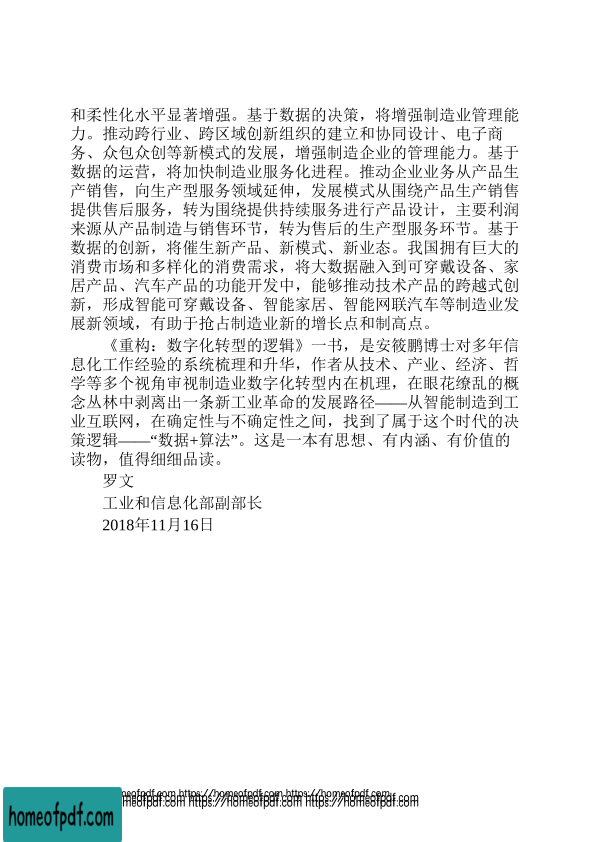 和柔性化水平显著增强。基于数据的决策，将增强制造业管理能
力。推动跨行业、跨区域创新组织的建立和协同设计、电子商
务、众包众创等新模式的发展，增强制造企业的管理能力。基于
数据的运营，将加快制造业服务化进程。推动企业业务从产品生
产销售，向生产型服务领域延伸，发展模式从围绕产品生产销售
提供售后服务，转为围绕提供持续服务进行产品设计，主要利润
来源从产品制造与销售环节，转为售后的生产型服务环节。基于
数据的创新，将催生新产品、新模式、新业态。我国拥有巨大的
消费市场和多样化的消费需求，将大数据融入到可穿戴设备、家
居产品、汽车产品的功能开发中，能够推动技术产品的跨越式创
新，形成智能可穿戴设备、智能家居、智能网联汽车等制造业发
展新领域，有助于抢占制造业新的增长点和制高点。
《重构：数字化转型的逻辑》一书，是安筱鹏博士对多年信
息化工作经验的系统梳理和升华，作者从技术、产业、经济、哲
学等多个视角审视制造业数字化转型内在机理，在眼花缭乱的概
念丛林中剥离出一条新工业革命的发展路径——从智能制造到工
业互联网，在确定性与不确定性之间，找到了属于这个时代的决
策逻辑——“数据+算法”。这是一本有思想、有内涵、有价值的
读物，值得细细品读。
罗文
工业和信息化部副部长
2018年11月16日
homeofpdf.com https://homeofpdf.com https://homeofpdf.com
homeofpdf.com https://homeofpdf.com https://homeofpdf.com
homeofpdf.com